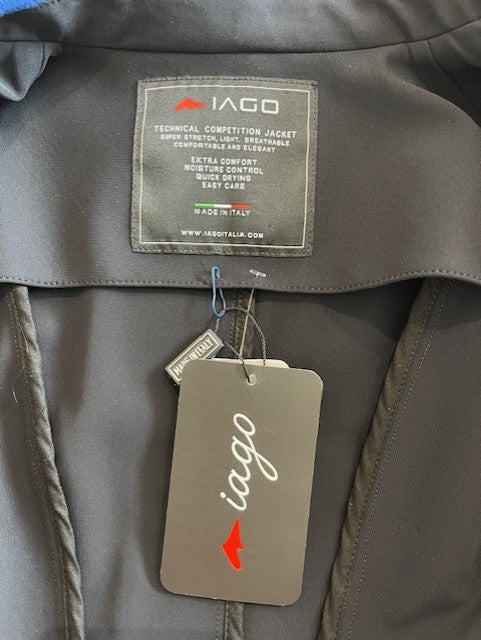 IAGO
TECHNICAL COMPETITION JACKET
SUPER STRETCH, LIGHT, BREATHABLE
COMFORTABLE AND ELEGANT
EXTRA COMFORT
MOISTURE CONTROL
QUICK DRYING
EASY CARE
MADE IN ITALY
WWW.IAGOITALIA.COM
MADE IN ITALY
iago